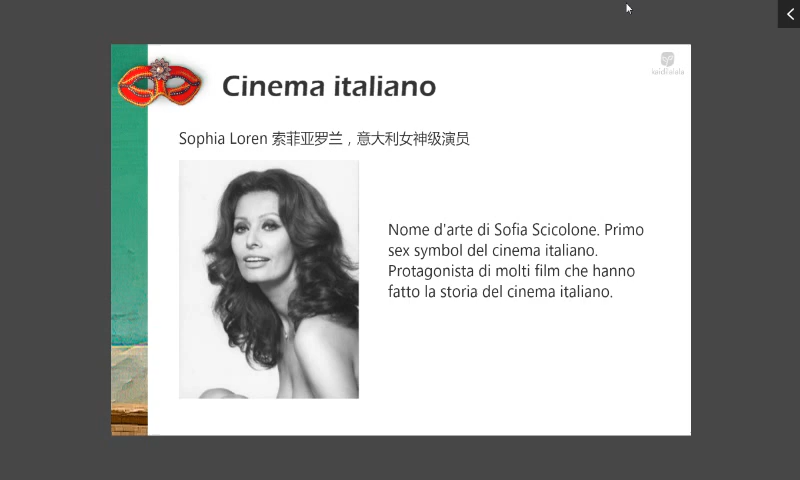 Cinema italiano
Sophia Loren 索菲亚罗兰，意大利女神级演员
Nome d'arte di Sofia Scicolone. Primo
sex symbol del cinema italiano.
Protagonista di molti film che hanno
fatto la storia del cinema italiano.